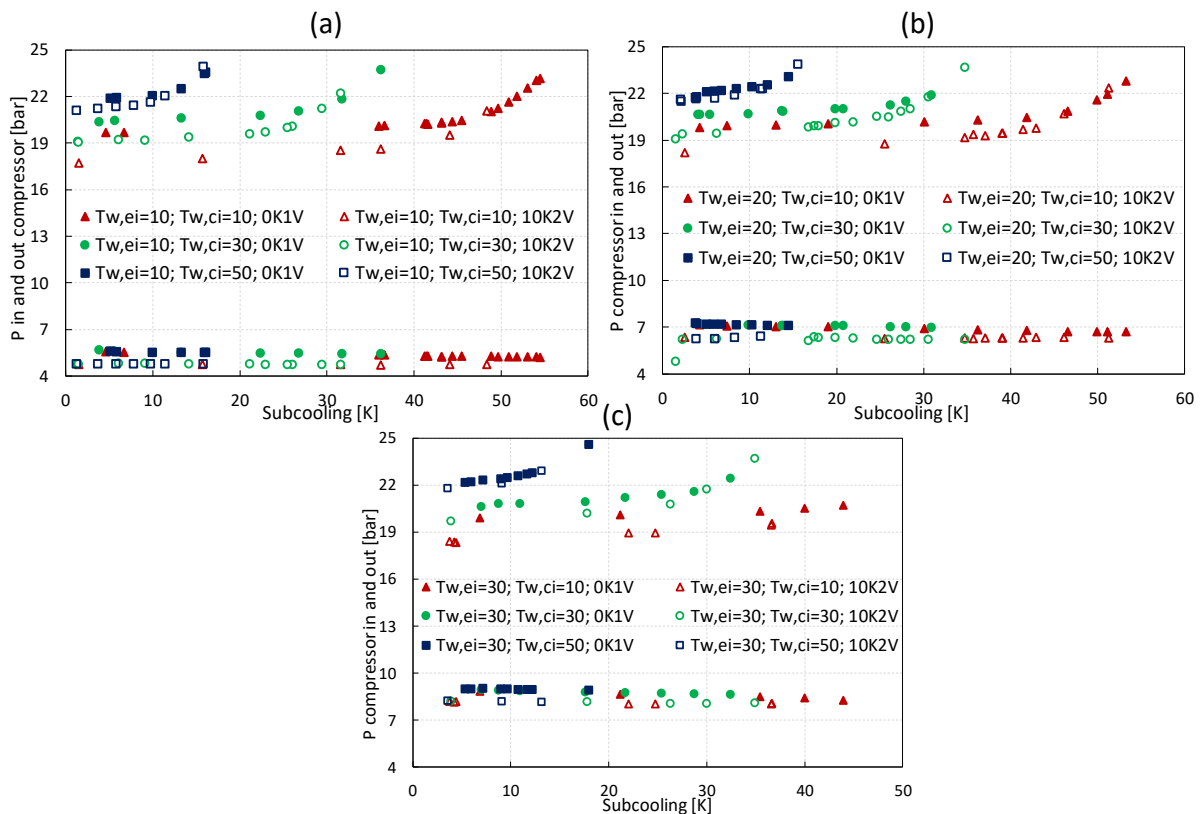 (a)
25
22
19
16
13
10
7
4
P in and out compressor [bar]
Tw,ei=10; Tw,ci=10; 0K1V Tw,ei=10; Tw,ci=10; 10K2V
Tw,ei=10; Tw,ci=30; 0K1V Tw,ei=10; Tw,ci=30; 10K2V
Tw,ei=10; Tw,ci=50; 0K1V Tw,ei=10; Tw,ci=50; 10K2V
0 10 20 30 40 50 60
Subcooling [K]
(b)
25
22
19
16
13
10
7
4
P compressor in and out [bar]
Tw,ei=20; Tw,ci=10; 0K1V Tw,ei=20; Tw,ci=10; 10K2V
Tw,ei=20; Tw,ci=30; 0K1V Tw,ei=20; Tw,ci=30; 10K2V
Tw,ei=20; Tw,ci=50; 0K1V Tw,ei=20; Tw,ci=50; 10K2V
0 10 20 30 40 50 60
Subcooling [K]
(c)
25
22
19
16
13
10
7
4
P compressor in and out [bar]
Tw,ei=30; Tw,ci=10; 0K1V Tw,ei=30; Tw,ci=10; 10K2V
Tw,ei=30; Tw,ci=30; 0K1V Tw,ei=30; Tw,ci=30; 10K2V
Tw,ei=30; Tw,ci=50; 0K1V Tw,ei=30; Tw,ci=50; 10K2V
0 10 20 30 40 50
Subcooling [K]